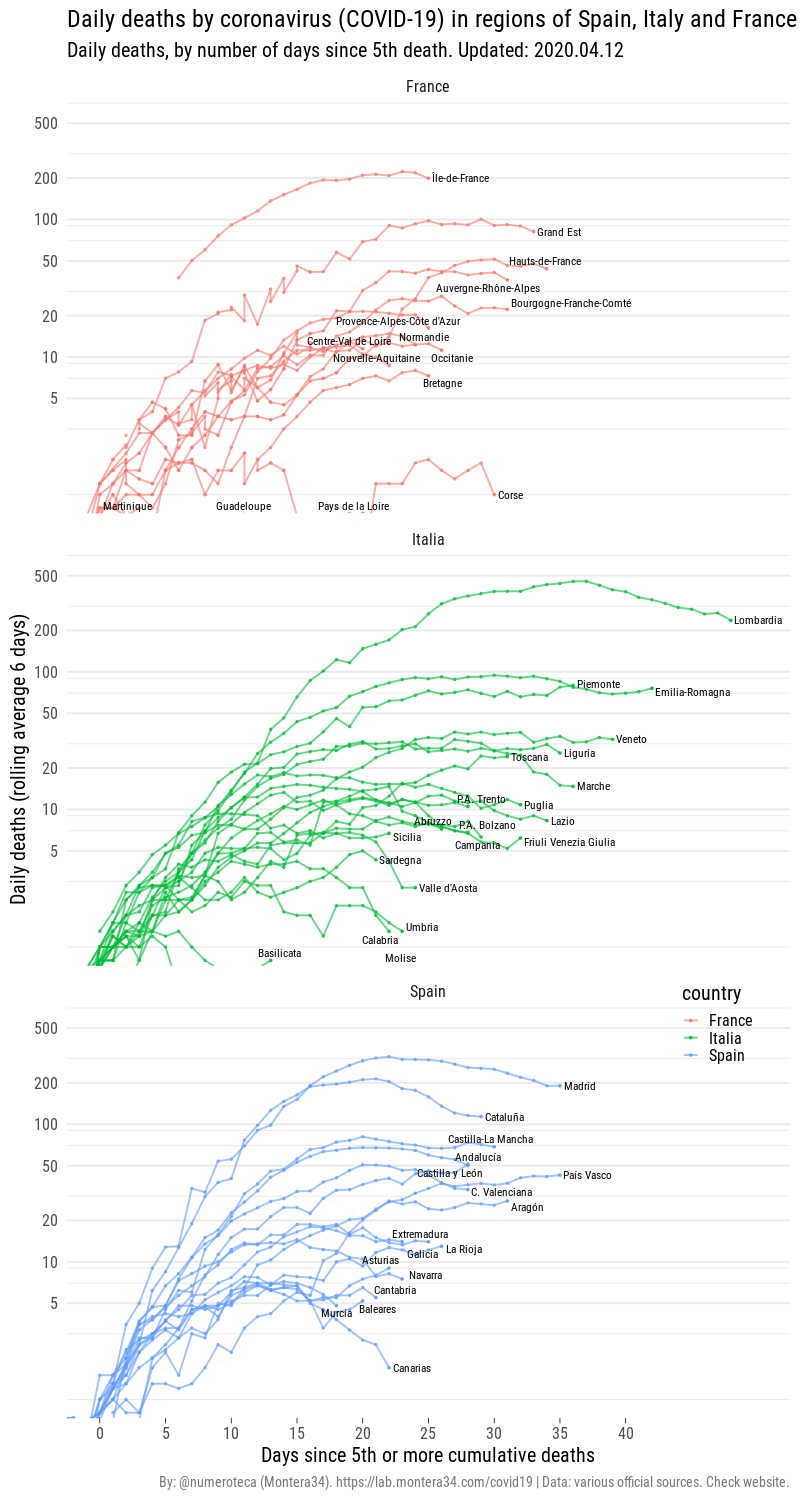 Daily deaths by coronavirus (COVID-19) in regions of Spain, Italy and France
Daily deaths, by number of days since 5th death. Updated: 2020.04.12
France
500
200
100
50
20
10
5
Île-de-France
Grand Est
Hauts-de-France
Auvergne-Rhône-Alpes
Bourgogne-Franche-Comté
Provence-Alpes-Côte d'Azur
Centre-Val de Loire
Normandie
Nouvelle-Aquitaine
Occitanie
Bretagne
Corse
Martinique
Guadeloupe
Pays de la Loire
Italia
Daily deaths (rolling average 6 days)
500
200
100
50
20
10
5
Lombardia
Piemonte
Emilia-Romagna
Veneto
Liguria
Toscana
Marche
P.A. Trento
Puglia
Abruzzo
P.A. Bolzano
Lazio
Sicilia
Campania
Friuli Venezia Giulia
Sardegna
Valle d'Aosta
Umbria
Calabria
Basilicata
Molise
Spain
country
France
Italia
Spain
500
200
100
50
20
10
5
Madrid
Cataluña
Castilla-La Mancha
Andalucía
Castilla y León
País Vasco
C. Valenciana
Aragón
Extremadura
La Rioja
Galicia
Asturias
Navarra
Cantabria
Murcia
Baleares
Canarias
0
5
10
15
20
25
30
35
40
Days since 5th or more cumulative deaths
By: @numeroteca (Montera34). https://lab.montera34.com/covid19 | Data: various official sources. Check website.